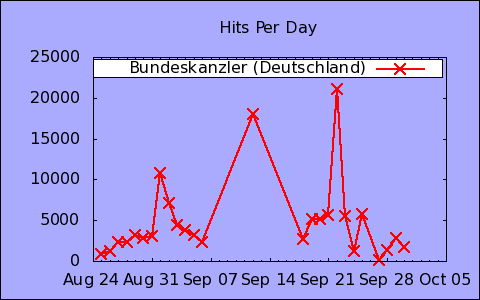 Hits Per Day
25000
Bundeskanzler (Deutschland)
20000
15000
10000
5000
0
Aug 24 Aug 31 Sep 07 Sep 14 Sep 21 Sep 28 Oct 05